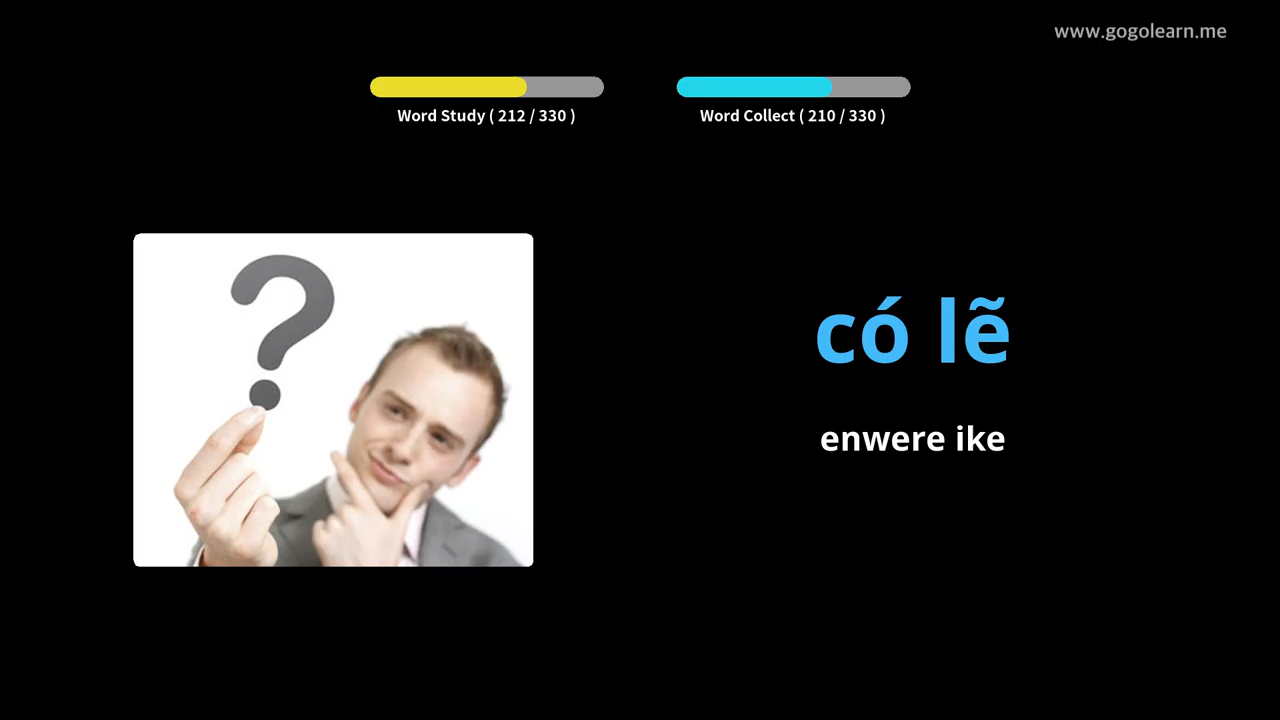 www.gogolearn.me
Word Study ( 212 / 330 )
Word Collect ( 210 / 330 )
có lẽ
enwere ike